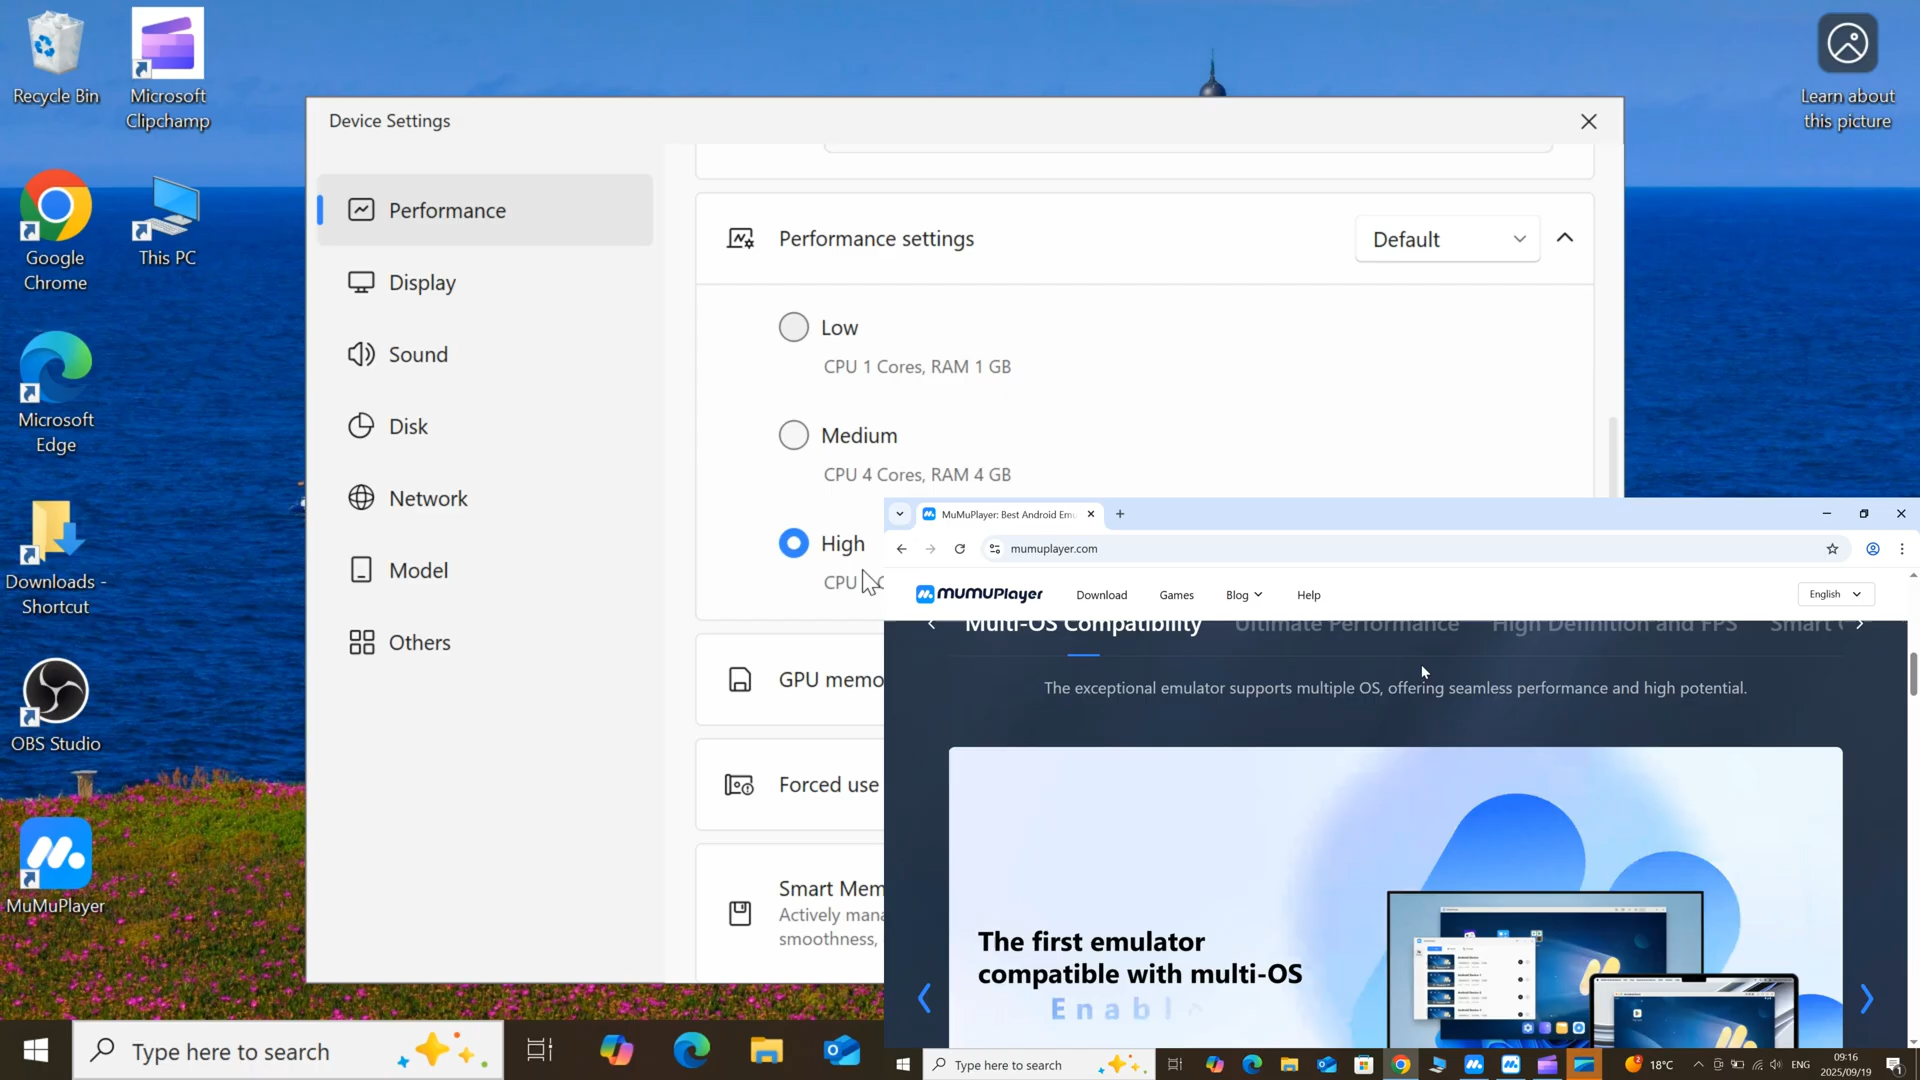 Recycle Bin
Microsoft
Clipchamp
Learn about
this picture
Google
Chrome
This PC
Microsoft
Edge
Downloads -
Shortcut
OBS Studio
MuMuPlayer
Device Settings
Performance
Display
Sound
Disk
Network
Model
Others
Performance settings
Default
Low
CPU 1 Cores, RAM 1 GB
Medium
CPU 4 Cores, RAM 4 GB
High
CPU
GPU memo
Forced use
Smart Mem
Actively mana
smoothness,
MuMuPlayer: Best Android Emu
mumuplayer.com
MuMuPlayer
Download
Games
Blog
Help
English
Multi-OS Compatibility
Ultimate Performance
High Definition and FPS
Smart
The exceptional emulator supports multiple OS, offering seamless performance and high potential.
The first emulator
compatible with multi-OS
Enabl
Type here to search
Type here to search
18°C
ENG
09:16
2025/09/19